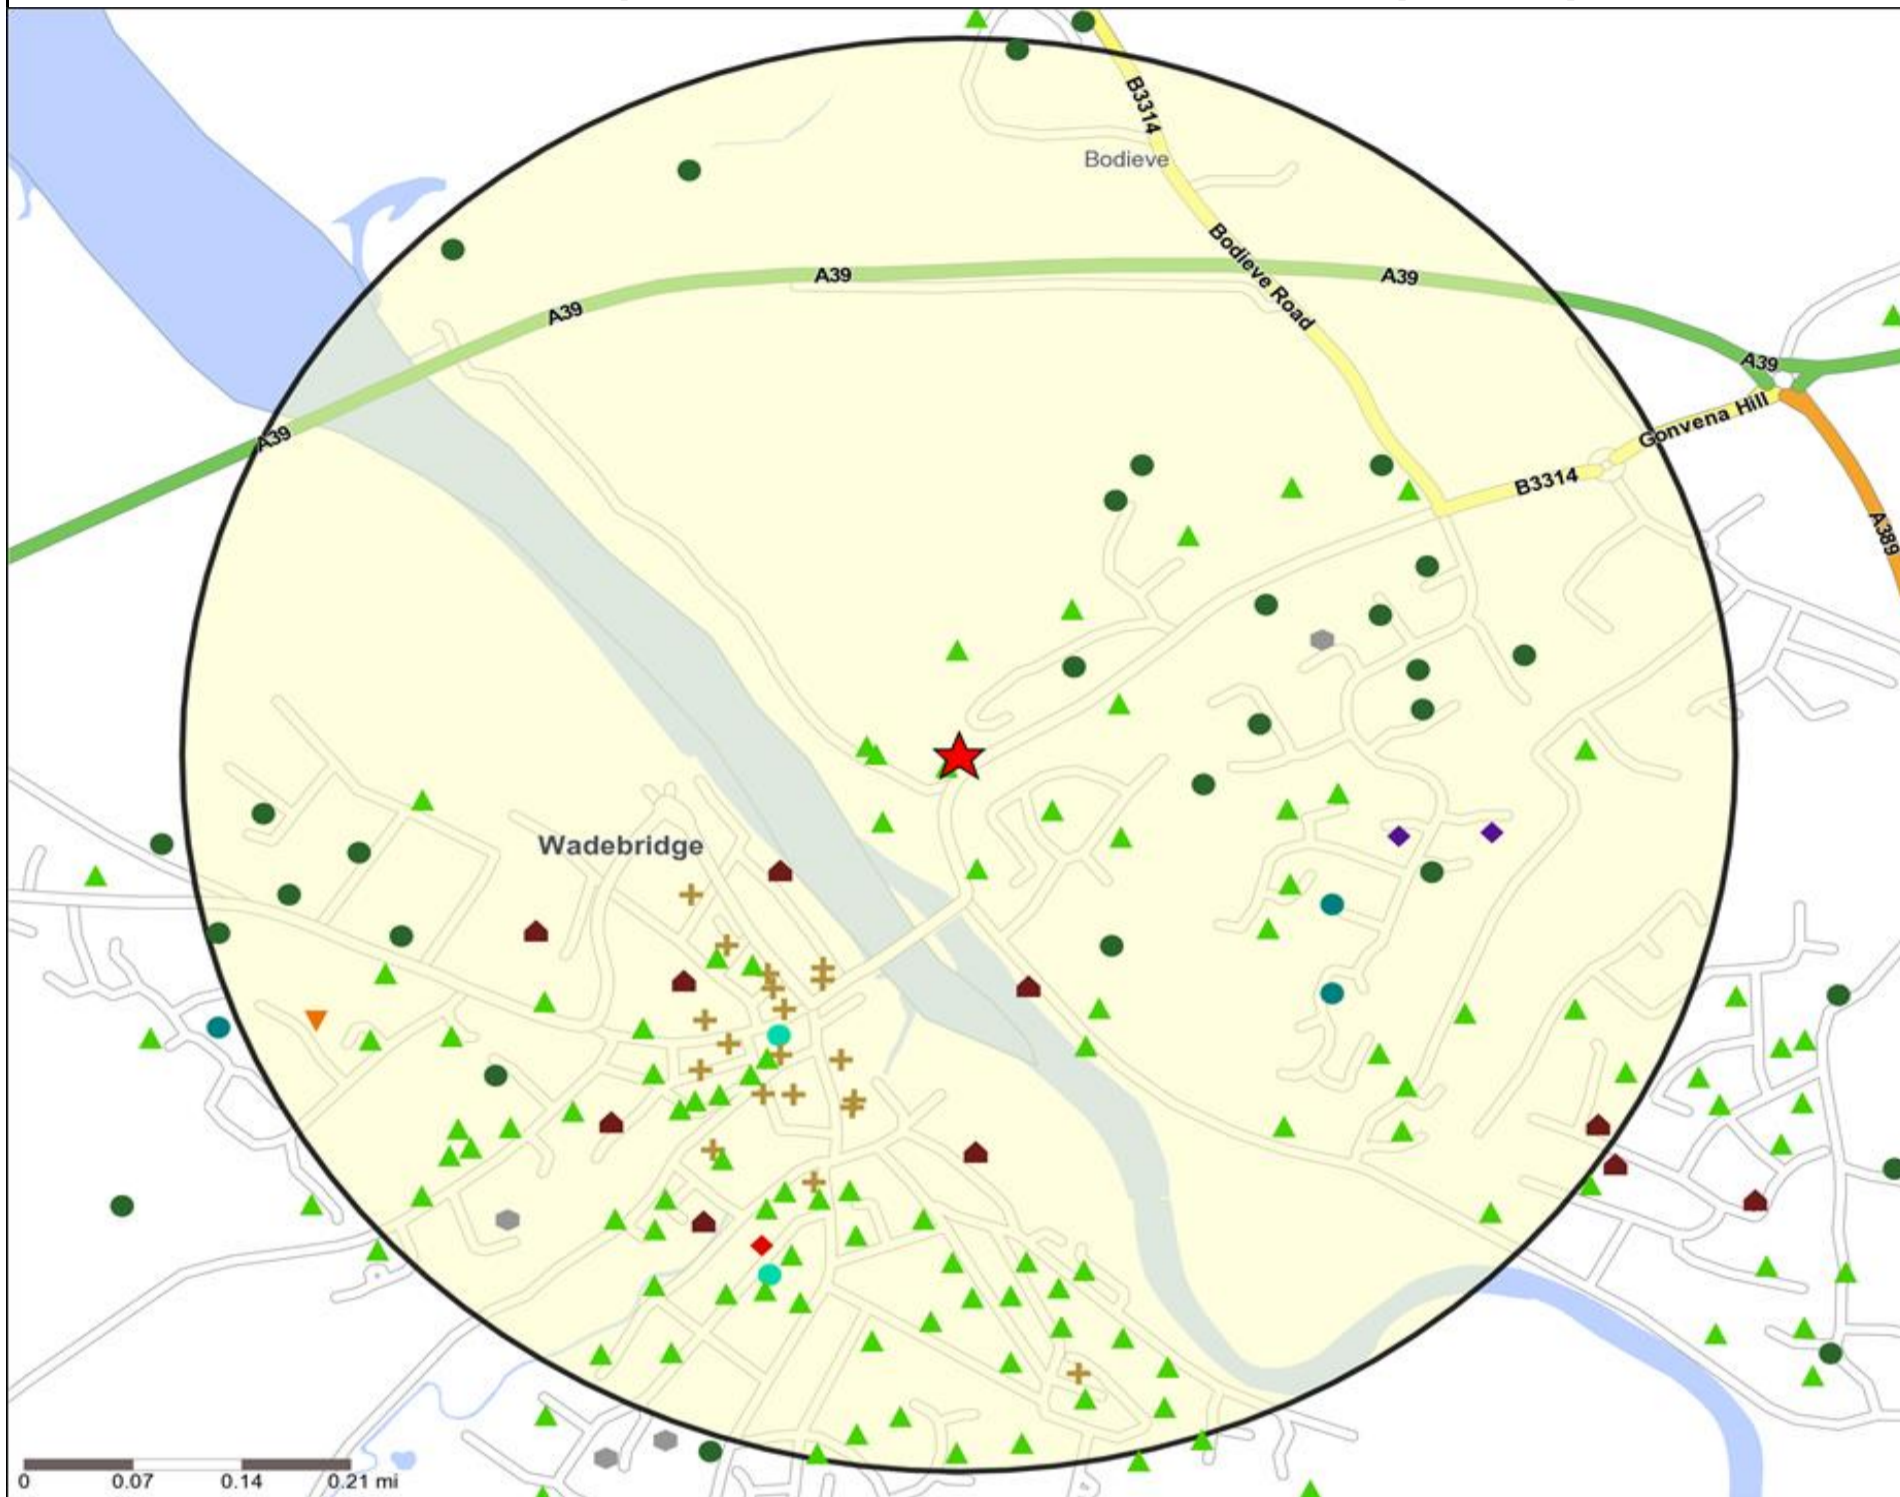 B3314
Bodieve
Bodieve Road
A39
A39
A39
A39
A39
Gonvena Hill
B3314
A389
Wadebridge
0 0.07 0.14 0.21 mi